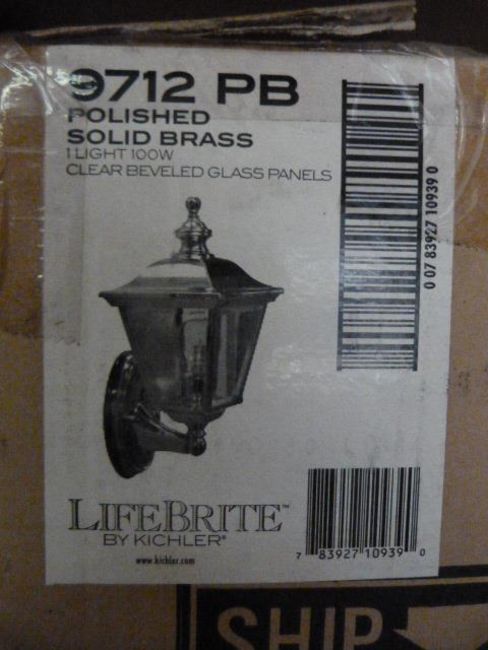 9712 PB
POLISHED
SOLID BRASS
1 LIGHT 100W
CLEAR BEVELED GLASS PANELS
0 07 83927 10939 0
LIFEBRITE™
BY KICHLER®
www.kichler.com
7 83927 10939 0
SHIP